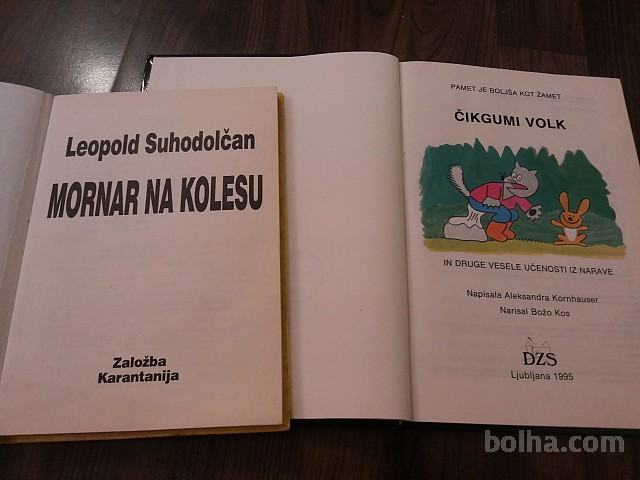 Leopold Suhodolčan
MORNAR NA KOLESU
Založba
Karantanija
PAMET JE BOLJŠA KOT ŽAMET
ČIKGUMI VOLK
IN DRUGE VESELE UČENOSTI IZ NARAVE
Napisala Aleksandra Kornhauser
Narisal Božo Kos
DZS
Ljubljana 1995
bolha.com